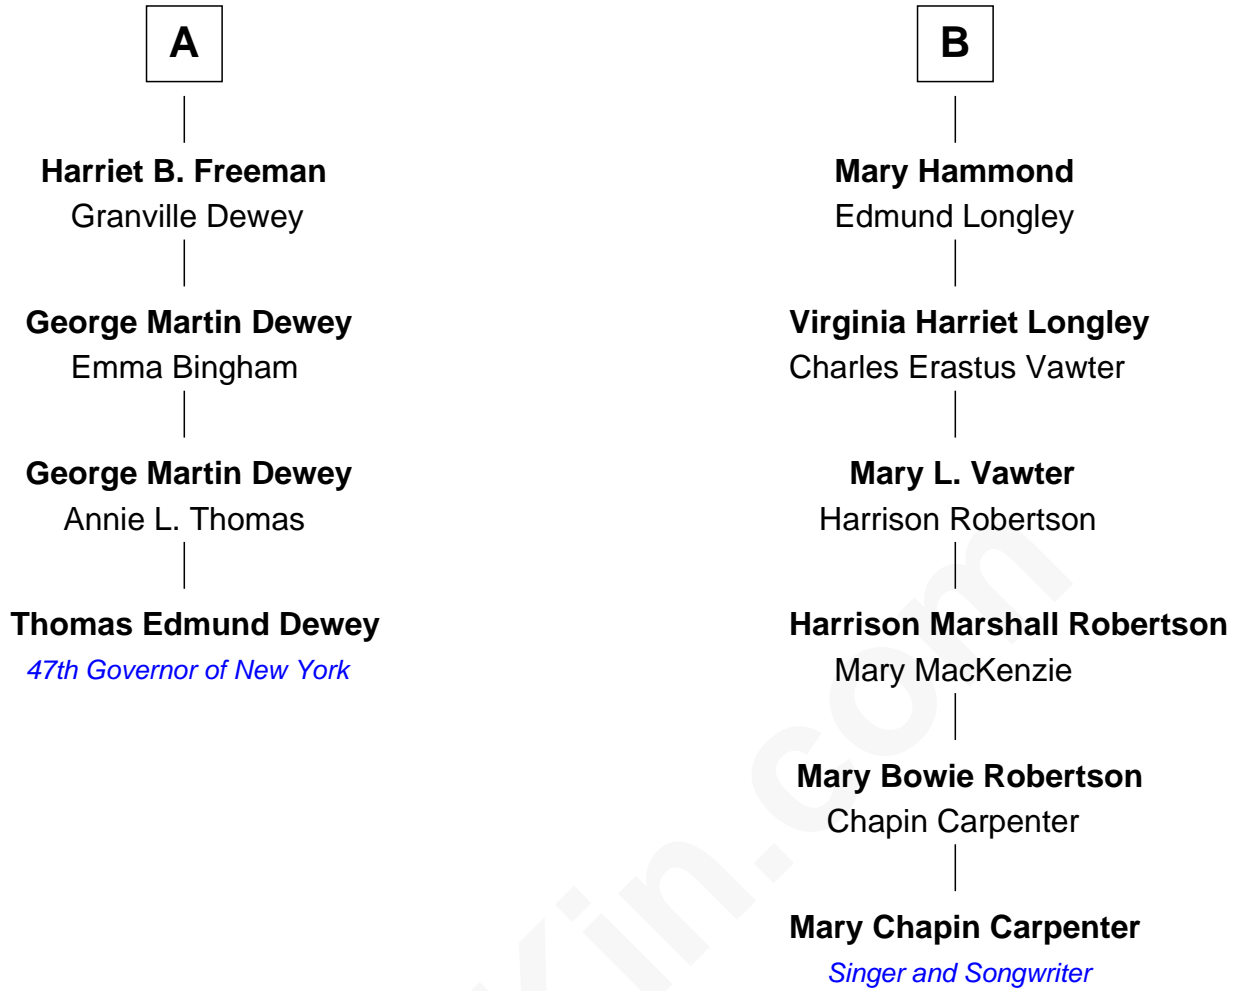 A
Harriet B. Freeman
Granville Dewey
George Martin Dewey
Emma Bingham
George Martin Dewey
Annie L. Thomas
Thomas Edmund Dewey
47th Governor of New York
B
Mary Hammond
Edmund Longley
Virginia Harriet Longley
Charles Erastus Vawter
Mary L. Vawter
Harrison Robertson
Harrison Marshall Robertson
Mary MacKenzie
Mary Bowie Robertson
Chapin Carpenter
Mary Chapin Carpenter
Singer and Songwriter
Kin.com